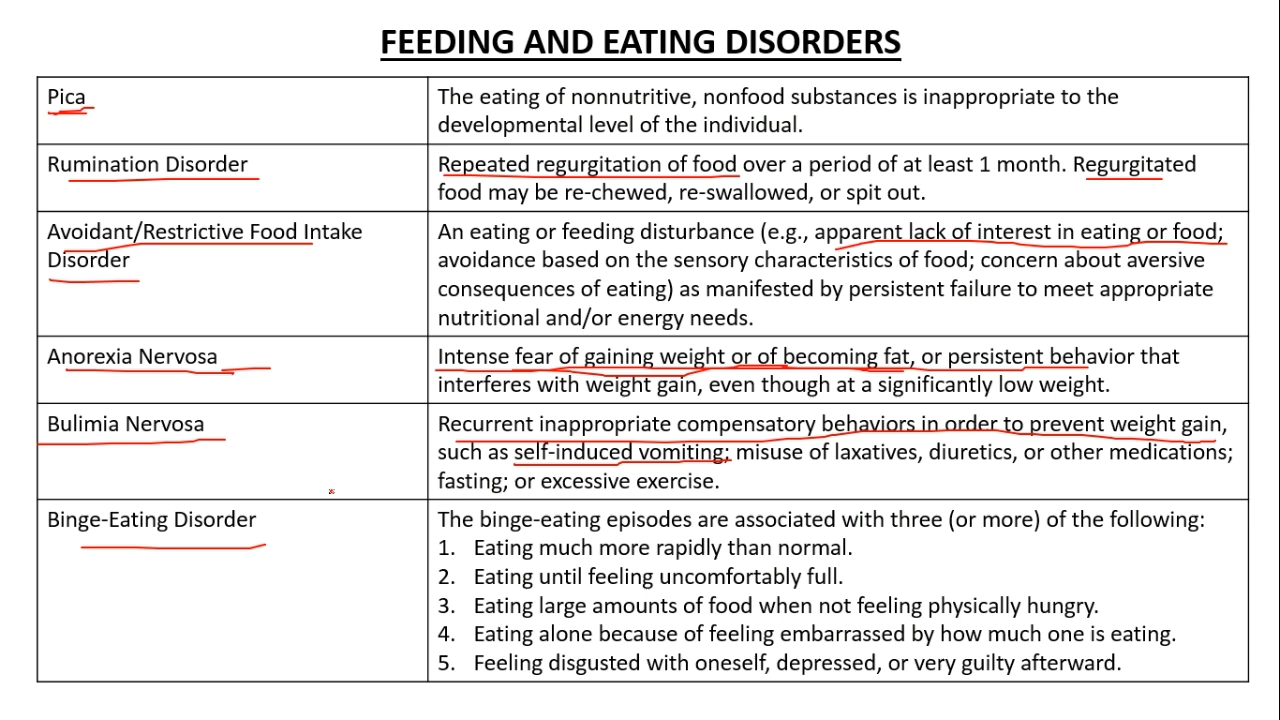 FEEDING AND EATING DISORDERS
Pica
The eating of nonnutritive, nonfood substances is inappropriate to the
developmental level of the individual.
Rumination Disorder
Repeated regurgitation of food over a period of at least 1 month. Regurgitated
food may be re-chewed, re-swallowed, or spit out.
Avoidant/Restrictive Food Intake
Disorder
An eating or feeding disturbance (e.g., apparent lack of interest in eating or food;
avoidance based on the sensory characteristics of food; concern about aversive
consequences of eating) as manifested by persistent failure to meet appropriate
nutritional and/or energy needs.
Anorexia Nervosa
Intense fear of gaining weight or of becoming fat, or persistent behavior that
interferes with weight gain, even though at a significantly low weight.
Bulimia Nervosa
Recurrent inappropriate compensatory behaviors in order to prevent weight gain,
such as self-induced vomiting; misuse of laxatives, diuretics, or other medications;
fasting; or excessive exercise.
Binge-Eating Disorder
The binge-eating episodes are associated with three (or more) of the following:
1. Eating much more rapidly than normal.
2. Eating until feeling uncomfortably full.
3. Eating large amounts of food when not feeling physically hungry.
4. Eating alone because of feeling embarrassed by how much one is eating.
5. Feeling disgusted with oneself, depressed, or very guilty afterward.